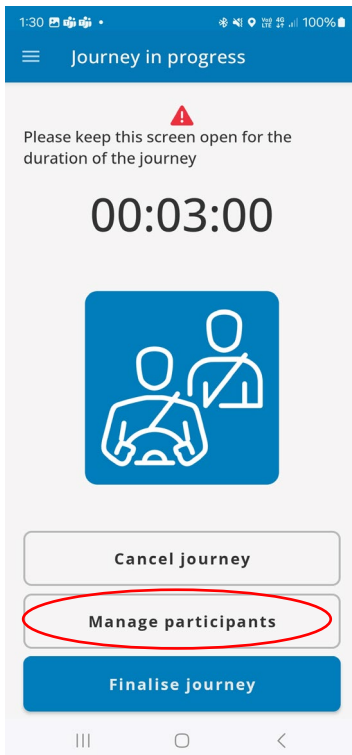 1:30 100%
Journey in progress
Please keep this screen open for the
duration of the journey
00:03:00
Cancel journey
Manage participants
Finalise journey